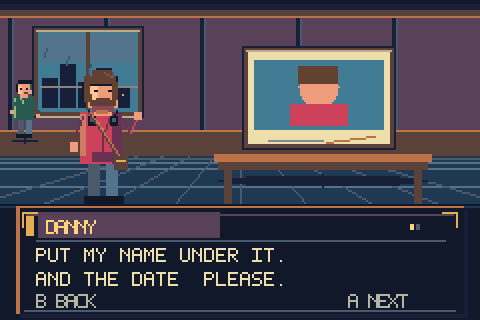 DANNY
PUT MY NAME UNDER IT.
AND THE DATE PLEASE.
B BACK
A NEXT